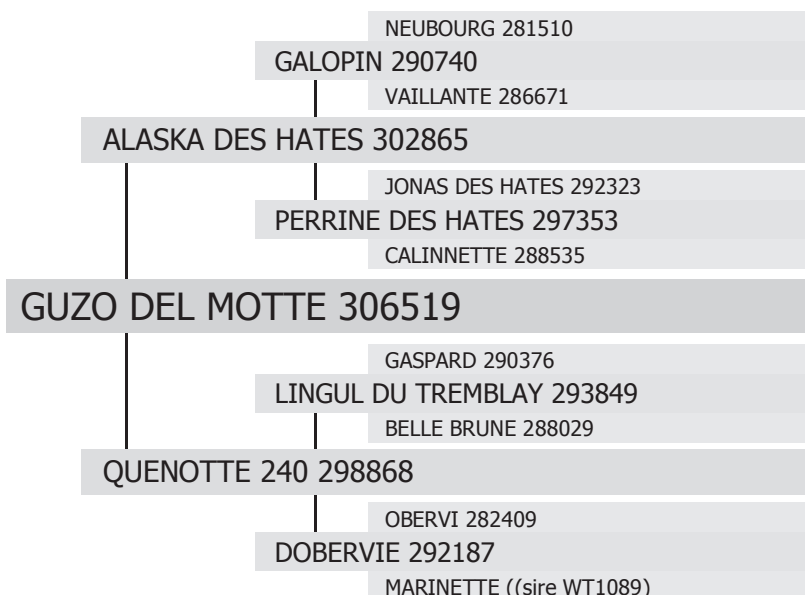 NEUBOURG 281510
GALOPIN 290740
VAILLANTE 286671
ALASKA DES HATES 302865
JONAS DES HATES 292323
PERRINE DES HATES 297353
CALINNETTE 288535
GUZO DEL MOTTE 306519
GASPARD 290376
LINGUL DU TREMBLAY 293849
BELLE BRUNE 288029
QUENOTTE 240 298868
OBERVI 282409
DOBERVIE 292187
MARINETTE ((sire WT1089)